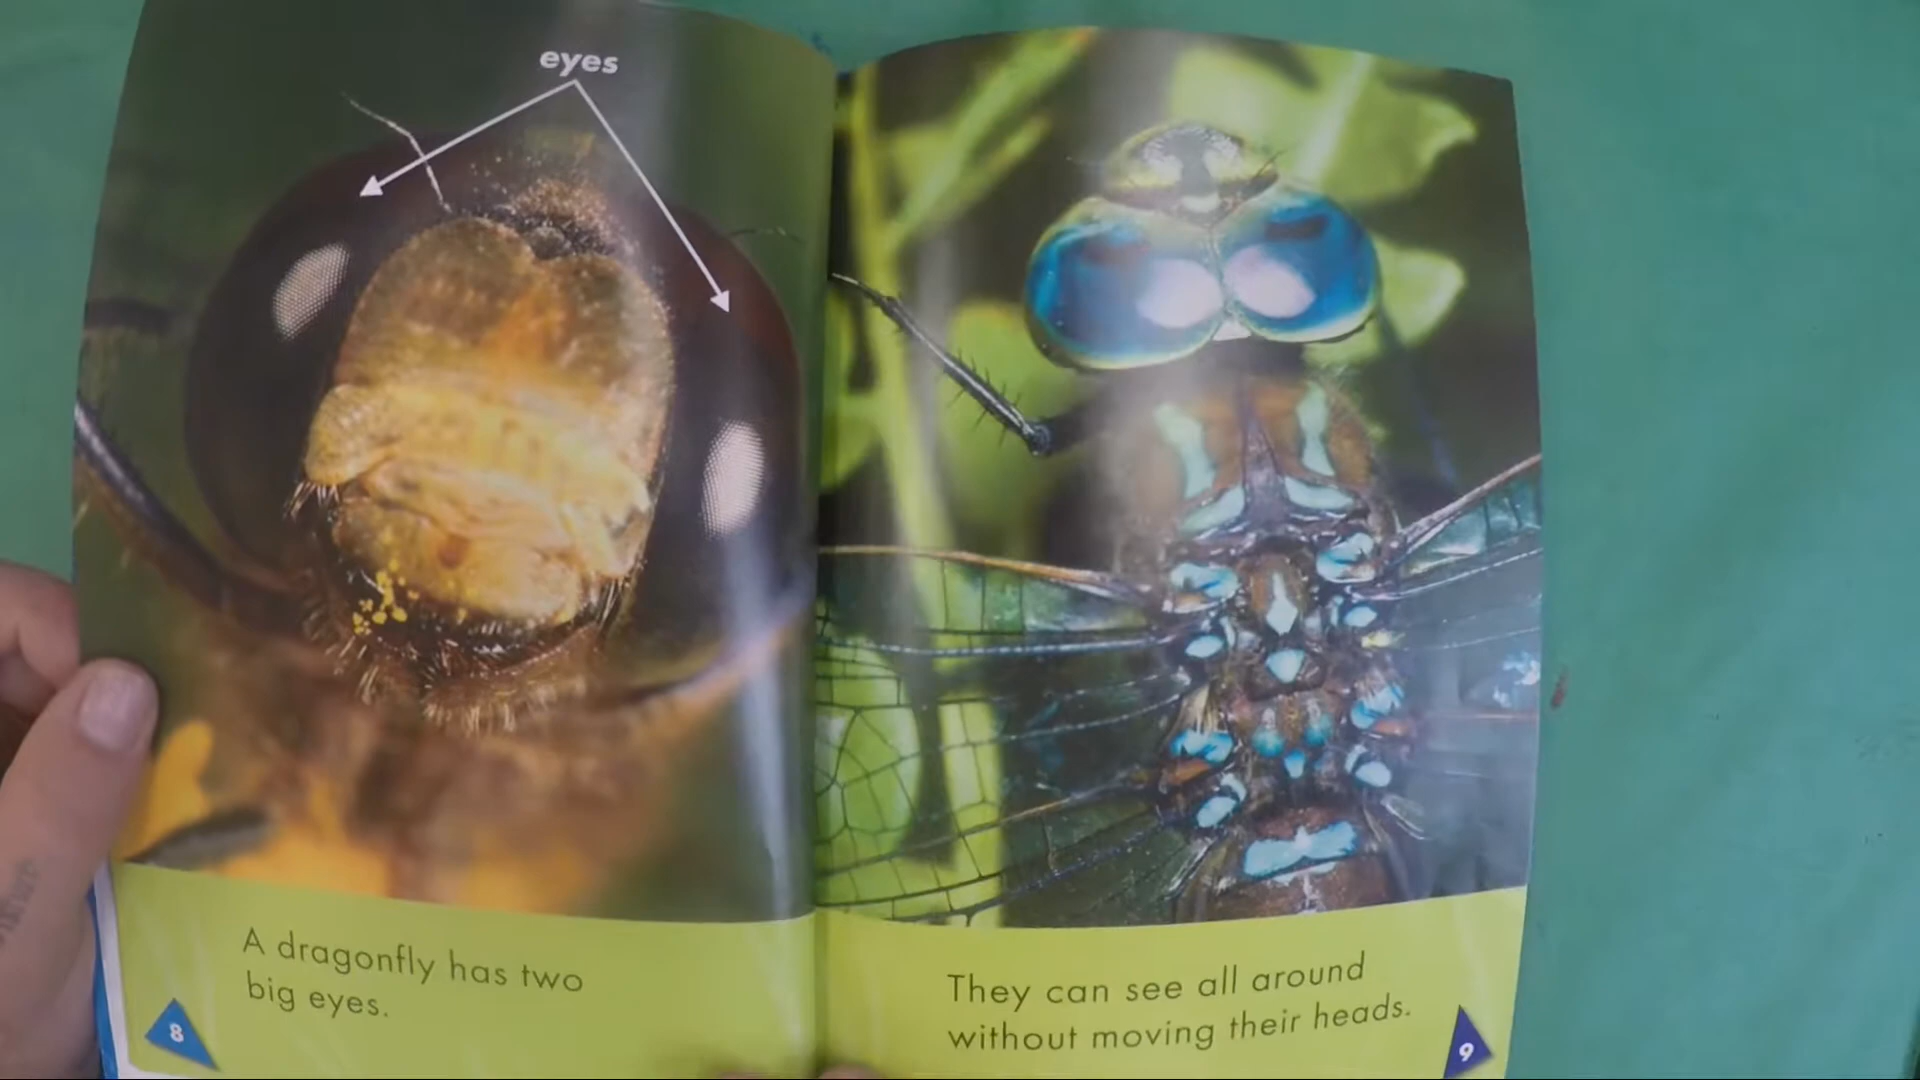 eyes
A dragonfly has two
big eyes.
8
They can see all around
without moving their heads.
9